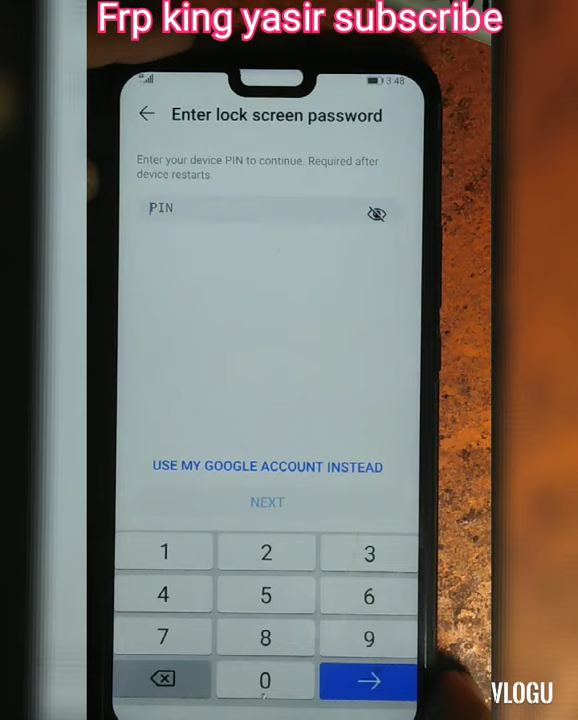 Frp king yasir subscribe
3:48
Enter lock screen password
Enter your device PIN to continue. Required after
device restarts.
PIN
USE MY GOOGLE ACCOUNT INSTEAD
NEXT
1 2 3
4 5 6
7 8 9
0
VLOGU